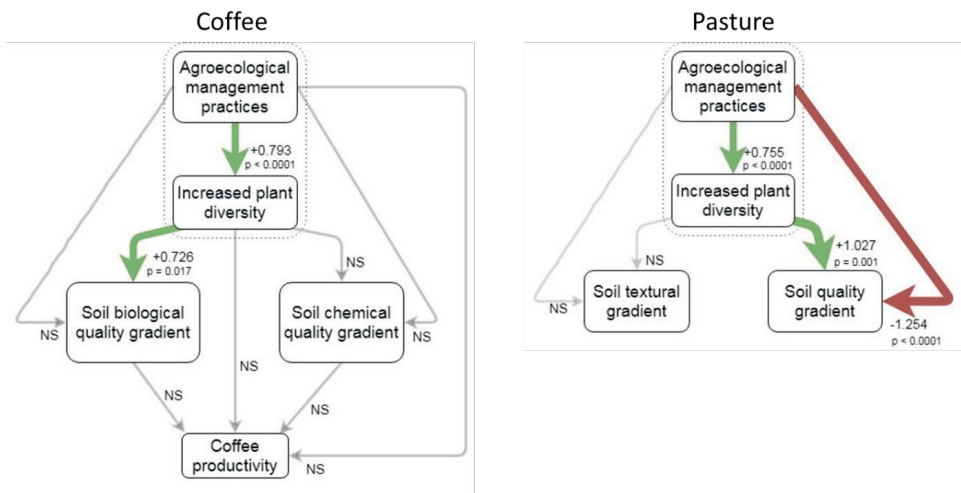 Coffee
Agroecological
management
practices
+0.793
p < 0.0001
Increased plant
diversity
+0.726
p = 0.017
NS
Soil biological
quality gradient
Soil chemical
quality gradient
NS
NS
NS
NS
NS
Coffee
productivity
NS
Pasture
Agroecological
management
practices
+0.755
p < 0.0001
Increased plant
diversity
+1.027
p = 0.001
NS
Soil textural
gradient
Soil quality
gradient
NS
-1.254
p < 0.0001